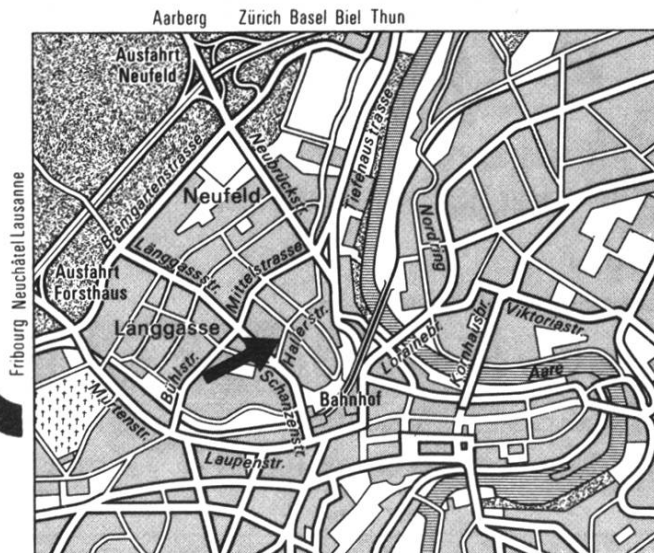 Aarberg Zürich Basel Biel Thun
Ausfahrt
Neufeld
Fribourg Neuchâtel Lausanne
Bremgartenstrasse
Neubrückstr.
Tiefenaustrasse
Neufeld
Nordring
Länggassstr.
Mittelstrasse
Ausfahrt
Forsthaus
Länggasse
Hallerstr.
Viktoriastr.
Lorainebr.
Kornhausbr.
Bühlstr.
Schanzenstr.
Aare
Murtenstr.
Bahnhof
Laupenstr.